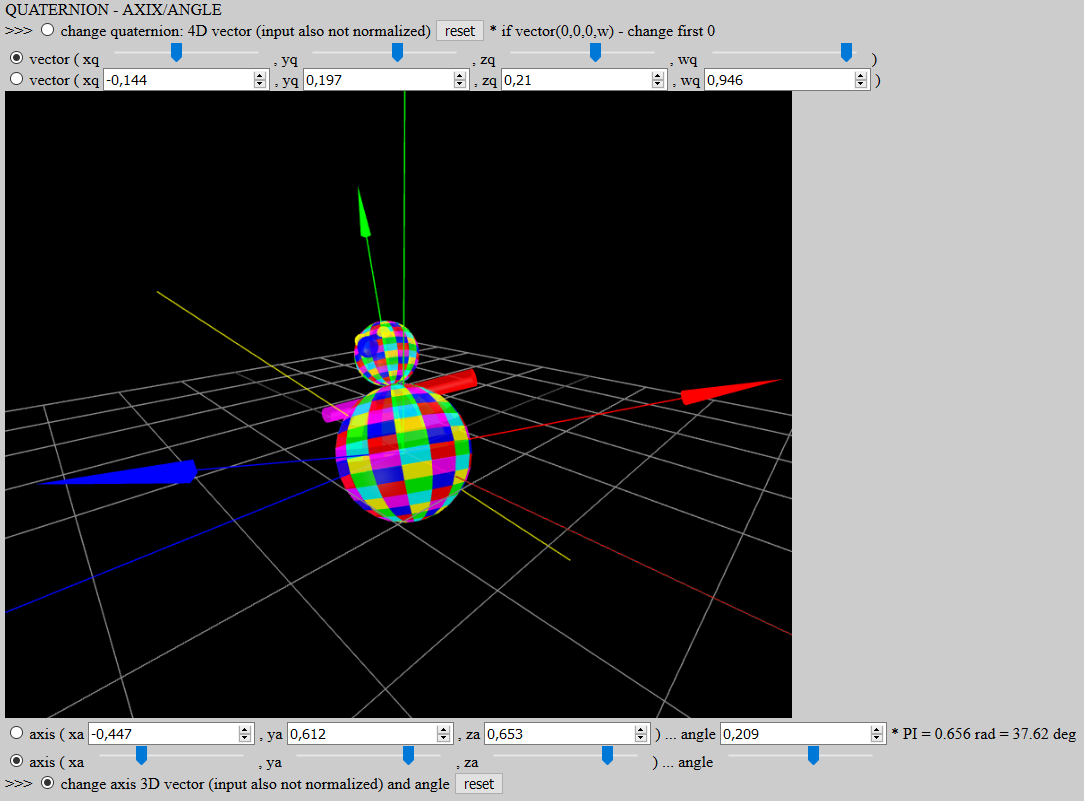 QUATERNION - AXIX/ANGLE
>>> change quaternion: 4D vector (input also not normalized) reset * if vector(0,0,0,w) - change first 0
vector ( xq , yq , zq , wq )
vector ( xq -0,144 , yq 0,197 , zq 0,21 , wq 0,946 )
axis ( xa -0,447 , ya 0,612 , za 0,653 ) ... angle 0,209 * PI = 0.656 rad = 37.62 deg
axis ( xa , ya , za ) ... angle
>>> change axis 3D vector (input also not normalized) and angle reset